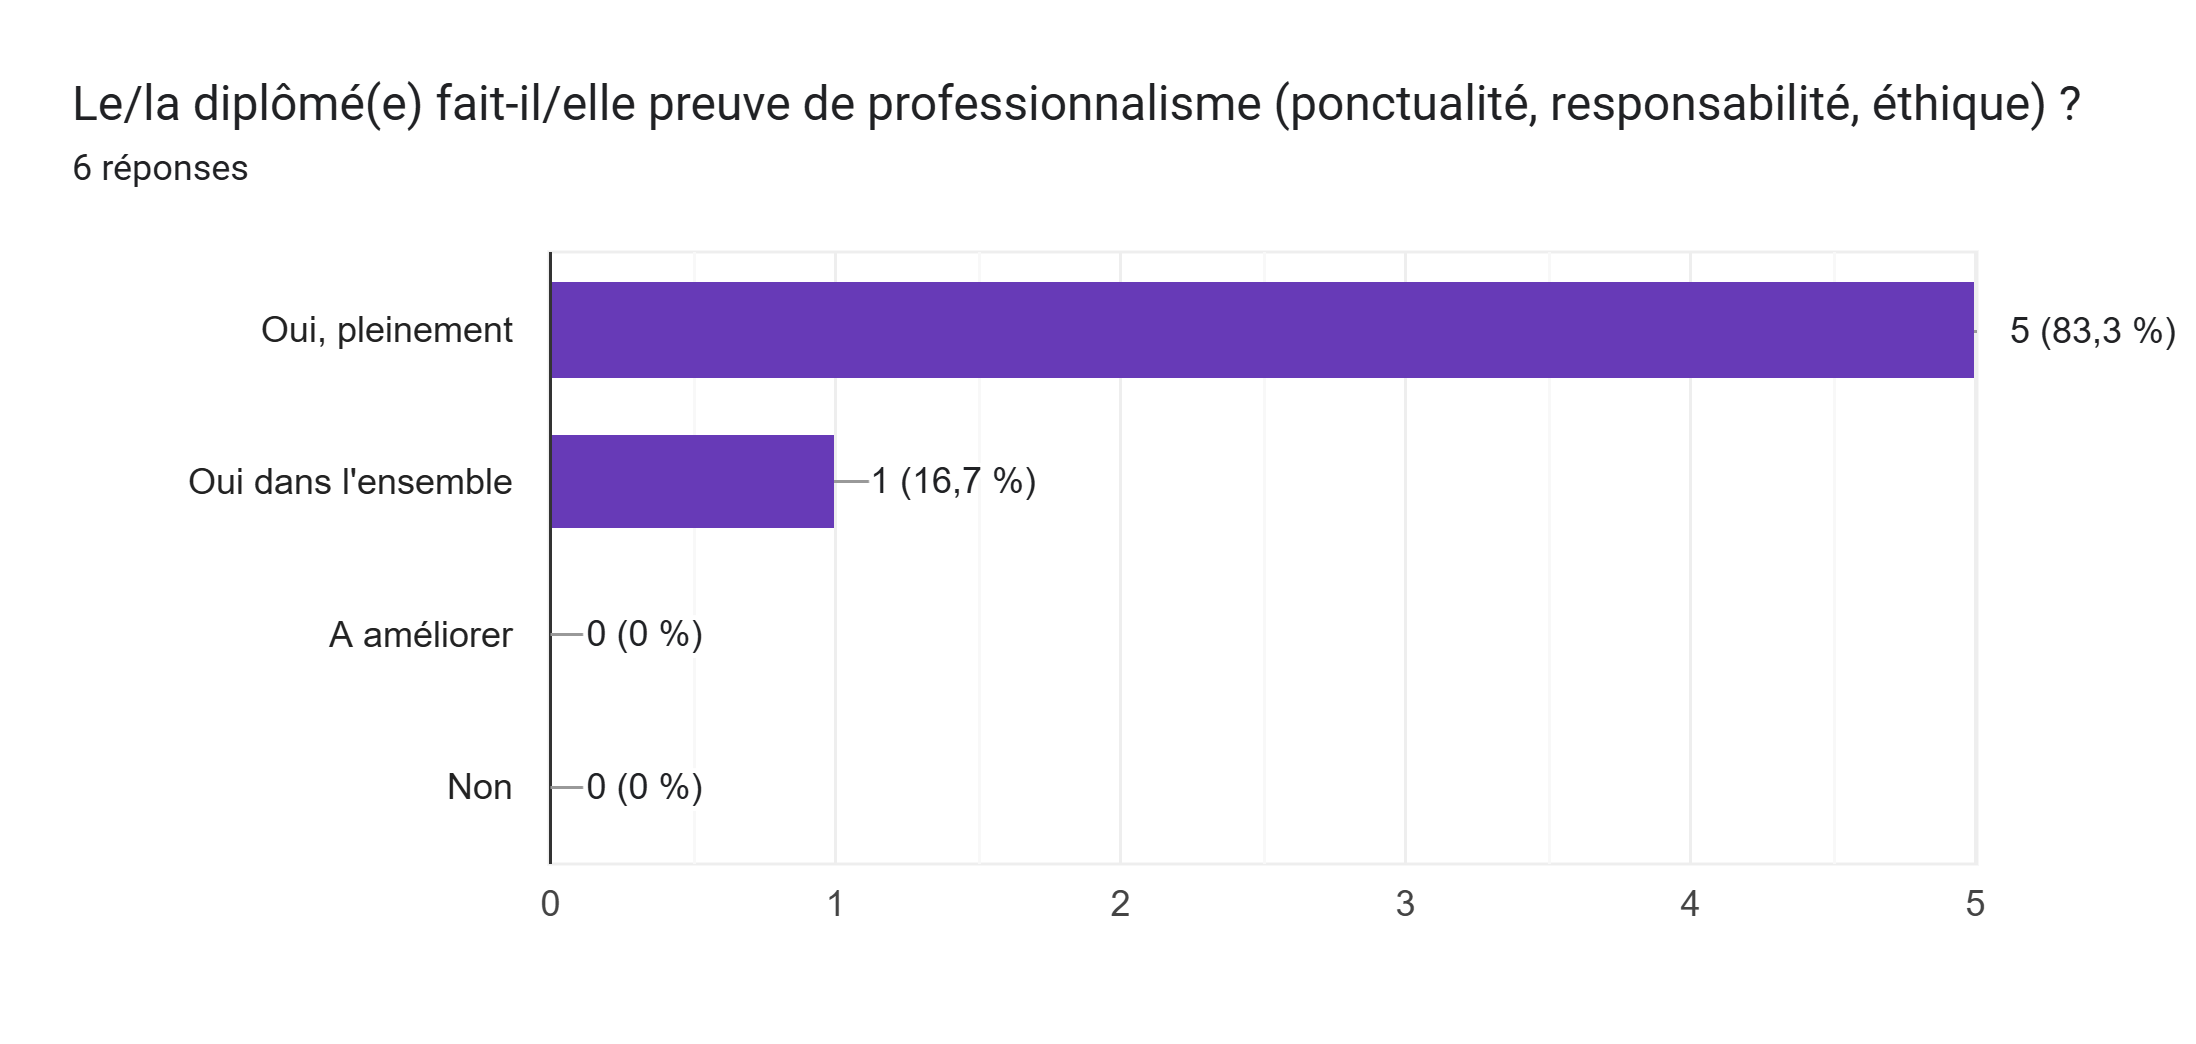 Le/la diplômé(e) fait-il/elle preuve de professionnalisme (ponctualité, responsabilité, éthique) ?
6 réponses
Oui, pleinement
5 (83,3 %)
Oui dans l'ensemble
1 (16,7 %)
A améliorer
0 (0 %)
Non
0 (0 %)
0 1 2 3 4 5